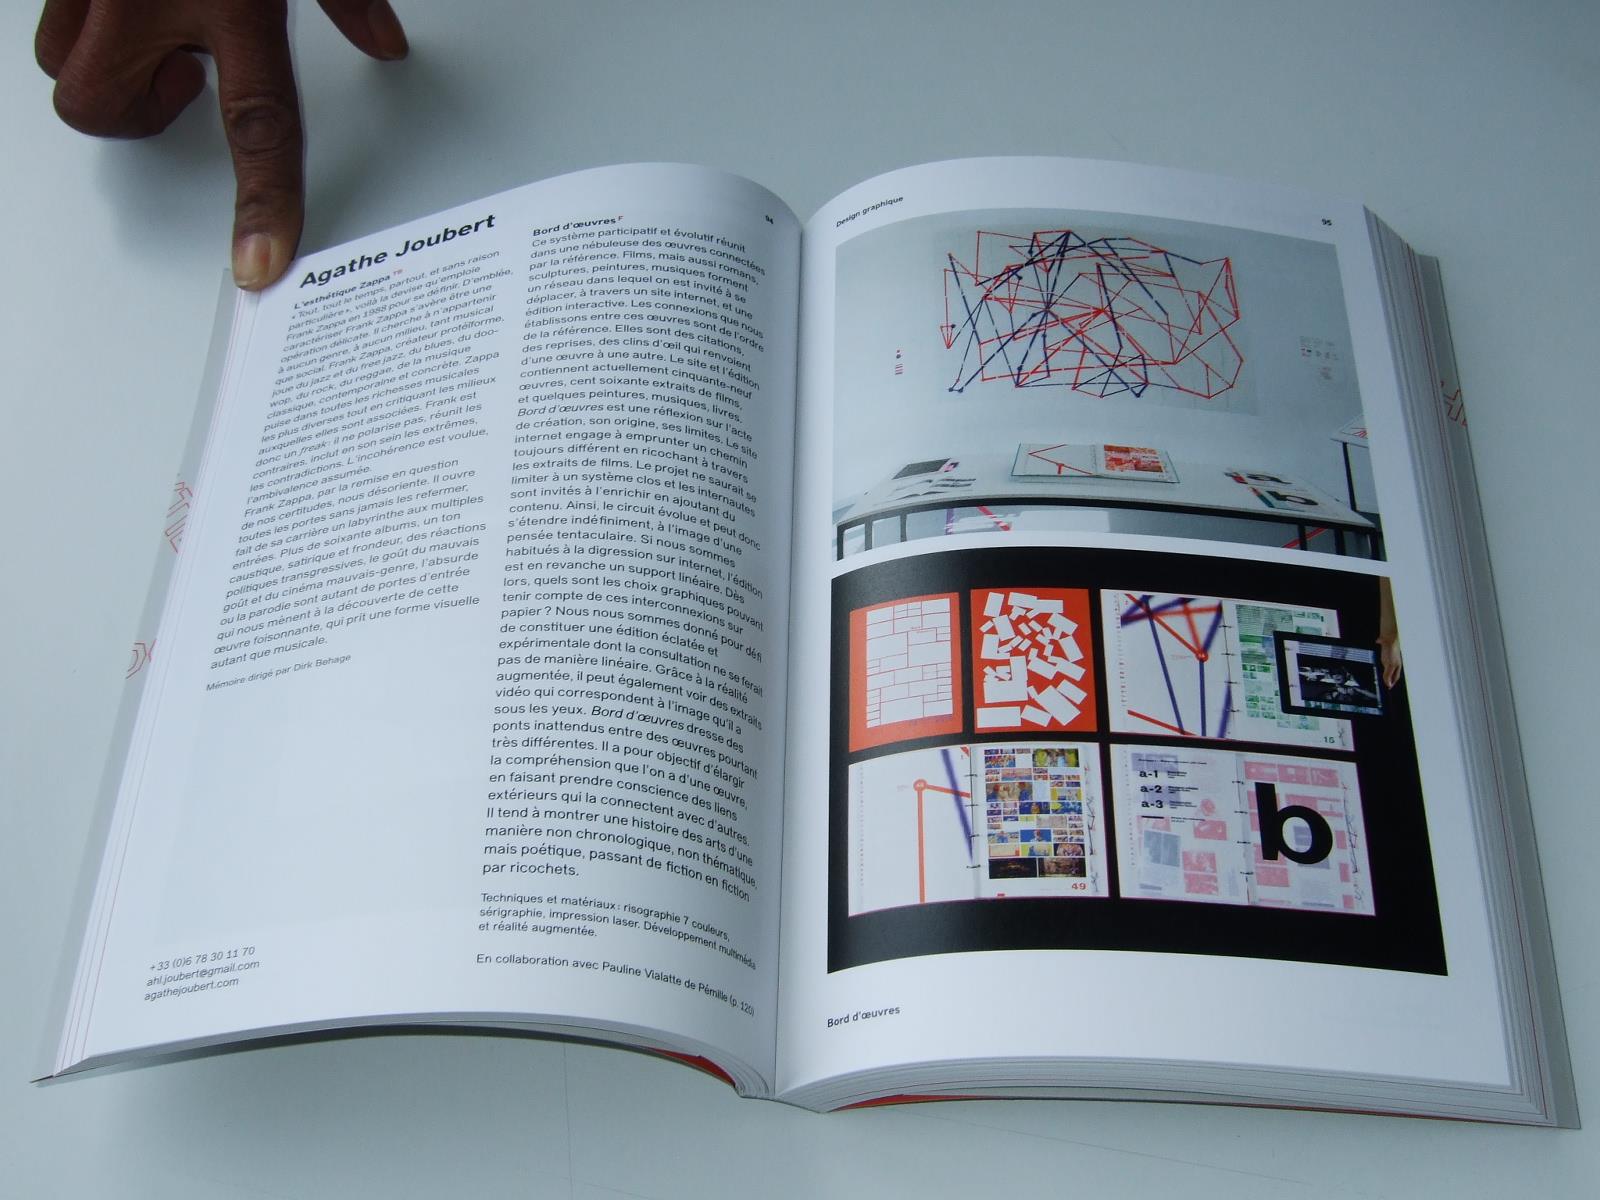 Agathe Joubert
L'esthétique Zappa TB
« Tout, tout le temps, partout, et sans raison
particulière », voilà la devise qu'emploie
Frank Zappa en 1988 pour se définir. D'emblée,
caractériser Frank Zappa s'avère être une
opération délicate. Il cherche à n'appartenir
à aucun genre, à aucun milieu, tant musical
que social. Frank Zappa, créateur protéiforme,
joue du jazz et du free jazz, du blues, du doo-
wop, du rock, du reggae, de la musique
classique, contemporaine et concrète. Zappa
puise dans toutes les richesses musicales
les plus diverses tout en critiquant les milieux
auxquelles elles sont associées. Frank est
donc un freak : il ne polarise pas, réunit les
contraires, inclut en son sein les extrêmes,
les contradictions. L'incohérence est voulue,
l'ambivalence assumée.
Frank Zappa, par la remise en question
de nos certitudes, nous désoriente. Il ouvre
toutes les portes sans jamais les refermer,
fait de sa carrière un labyrinthe aux multiples
entrées. Plus de soixante albums, un ton
caustique, satirique et frondeur, des réactions
politiques transgressives, le goût du mauvais
goût et du cinéma mauvais-genre, l'absurde
ou la parodie sont autant de portes d'entrée
qui nous mènent à la découverte de cette
œuvre foisonnante, qui prit une forme visuelle
autant que musicale.
Mémoire dirigé par Dirk Behage
+33 (0)6 78 30 11 70
ahl.joubert@gmail.com
agathejoubert.com
94
Bord d'œuvres F
Ce système participatif et évolutif réunit
dans une nébuleuse des œuvres connectées
par la référence. Films, mais aussi romans,
sculptures, peintures, musiques forment
un réseau dans lequel on est invité à se
déplacer, à travers un site internet, et une
édition interactive. Les connexions que nous
établissons entre ces œuvres sont de l'ordre
de la référence. Elles sont des citations,
des reprises, des clins d'œil qui renvoient
d'une œuvre à une autre. Le site et l'édition
contiennent actuellement cinquante-neuf
œuvres, cent soixante extraits de films,
et quelques peintures, musiques, livres.
Bord d'œuvres est une réflexion sur l'acte
de création, son origine, ses limites. Le site
internet engage à emprunter un chemin
toujours différent en ricochant à travers
les extraits de films. Le projet ne saurait se
limiter à un système clos et les internautes
sont invités à l'enrichir en ajoutant du
contenu. Ainsi, le circuit évolue et peut donc
s'étendre indéfiniment, à l'image d'une
pensée tentaculaire. Si nous sommes
habitués à la digression sur internet, l'édition
est en revanche un support linéaire. Dès
lors, quels sont les choix graphiques pouvant
tenir compte de ces interconnexions sur
papier ? Nous nous sommes donné pour défi
de constituer une édition éclatée et
expérimentale dont la consultation ne se ferait
pas de manière linéaire. Grâce à la réalité
augmentée, il peut également voir des extraits
vidéo qui correspondent à l'image qu'il a
sous les yeux. Bord d'œuvres dresse des
ponts inattendus entre des œuvres pourtant
très différentes. Il a pour objectif d'élargir
la compréhension que l'on a d'une œuvre,
en faisant prendre conscience des liens
extérieurs qui la connectent avec d'autres.
Il tend à montrer une histoire des arts d'une
manière non chronologique, non thématique,
mais poétique, passant de fiction en fiction
par ricochets.
Techniques et matériaux : risographie 7 couleurs,
sérigraphie, impression laser. Développement multimédia
et réalité augmentée.
En collaboration avec Pauline Vialatte de Pémille (p. 120)
Design graphique
95
b
15
49
a-1
a-2
a-3
b
Bord d'œuvres